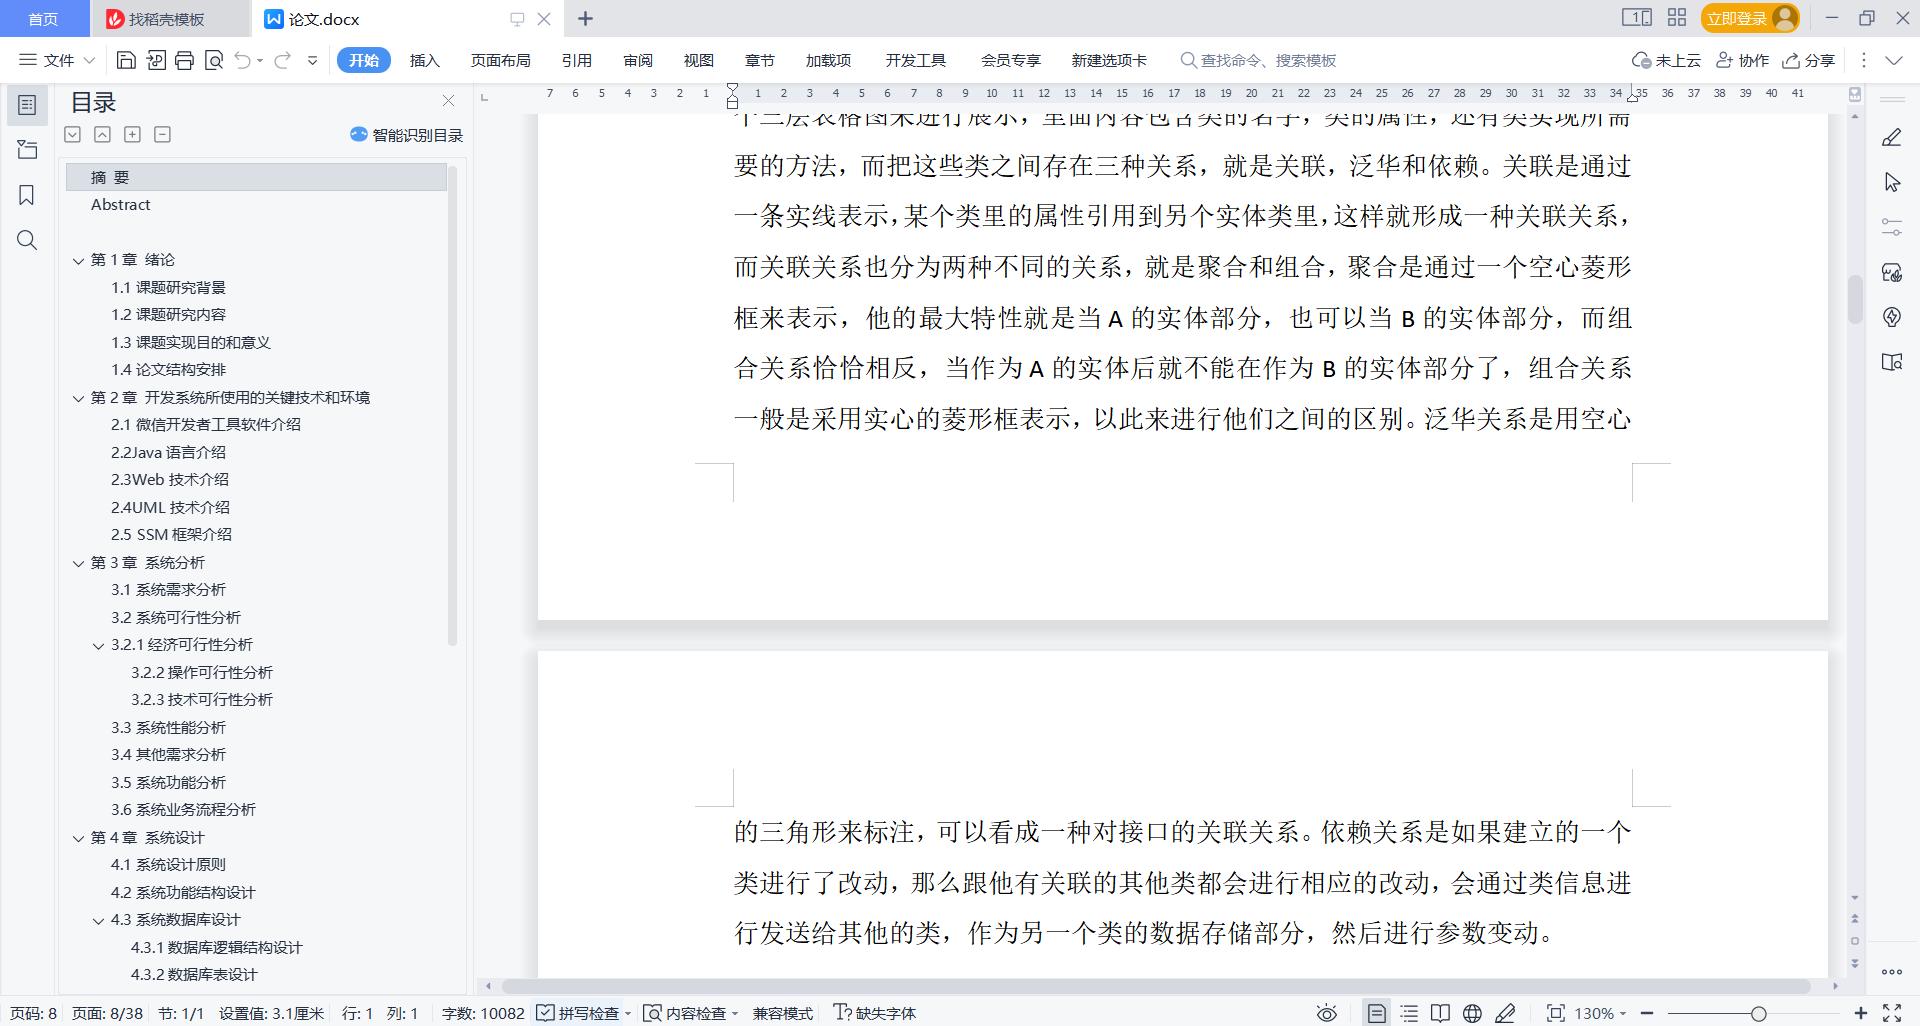 首页
找稻壳模板
论文.docx
立即登录
文件
开始
插入
页面布局
引用
审阅
视图
章节
加载项
开发工具
会员专享
新建选项卡
查找命令、搜索模板
未上云
协作
分享
目录
智能识别目录
摘 要
Abstract
第 1 章 绪论
1.1 课题研究背景
1.2 课题研究内容
1.3 课题实现目的和意义
1.4 论文结构安排
第 2 章 开发系统所使用的关键技术和环境
2.1 微信开发者工具软件介绍
2.2Java 语言介绍
2.3Web 技术介绍
2.4UML 技术介绍
2.5 SSM 框架介绍
第 3 章 系统分析
3.1 系统需求分析
3.2 系统可行性分析
3.2.1 经济可行性分析
3.2.2 操作可行性分析
3.2.3 技术可行性分析
3.3 系统性能分析
3.4 其他需求分析
3.5 系统功能分析
3.6 系统业务流程分析
第 4 章 系统设计
4.1 系统设计原则
4.2 系统功能结构设计
4.3 系统数据库设计
4.3.1 数据库逻辑结构设计
4.3.2 数据库表设计
7 6 5 4 3 2 1 1 2 3 4 5 6 7 8 9 10 11 12 13 14 15 16 17 18 19 20 21 22 23 24 25 26 27 28 29 30 31 32 33 34 35 36 37 38 39 40 41
个三层表格图来进行展示，里面内容包含类的名字，类的属性，还有类实现所需
要的方法，而把这些类之间存在三种关系，就是关联，泛华和依赖。关联是通过
一条实线表示，某个类里的属性引用到另个实体类里，这样就形成一种关联关系，
而关联关系也分为两种不同的关系，就是聚合和组合，聚合是通过一个空心菱形
框来表示，他的最大特性就是当 A 的实体部分，也可以当 B 的实体部分，而组
合关系恰恰相反，当作为 A 的实体后就不能在作为 B 的实体部分了，组合关系
一般是采用实心的菱形框表示，以此来进行他们之间的区别。泛华关系是用空心
的三角形来标注，可以看成一种对接口的关联关系。依赖关系是如果建立的一个
类进行了改动，那么跟他有关联的其他类都会进行相应的改动，会通过类信息进
行发送给其他的类，作为另一个类的数据存储部分，然后进行参数变动。
页码: 8 页面: 8/38 节: 1/1 设置值: 3.1厘米 行: 1 列: 1 字数: 10082 拼写检查 内容检查 兼容模式 缺失字体 130%